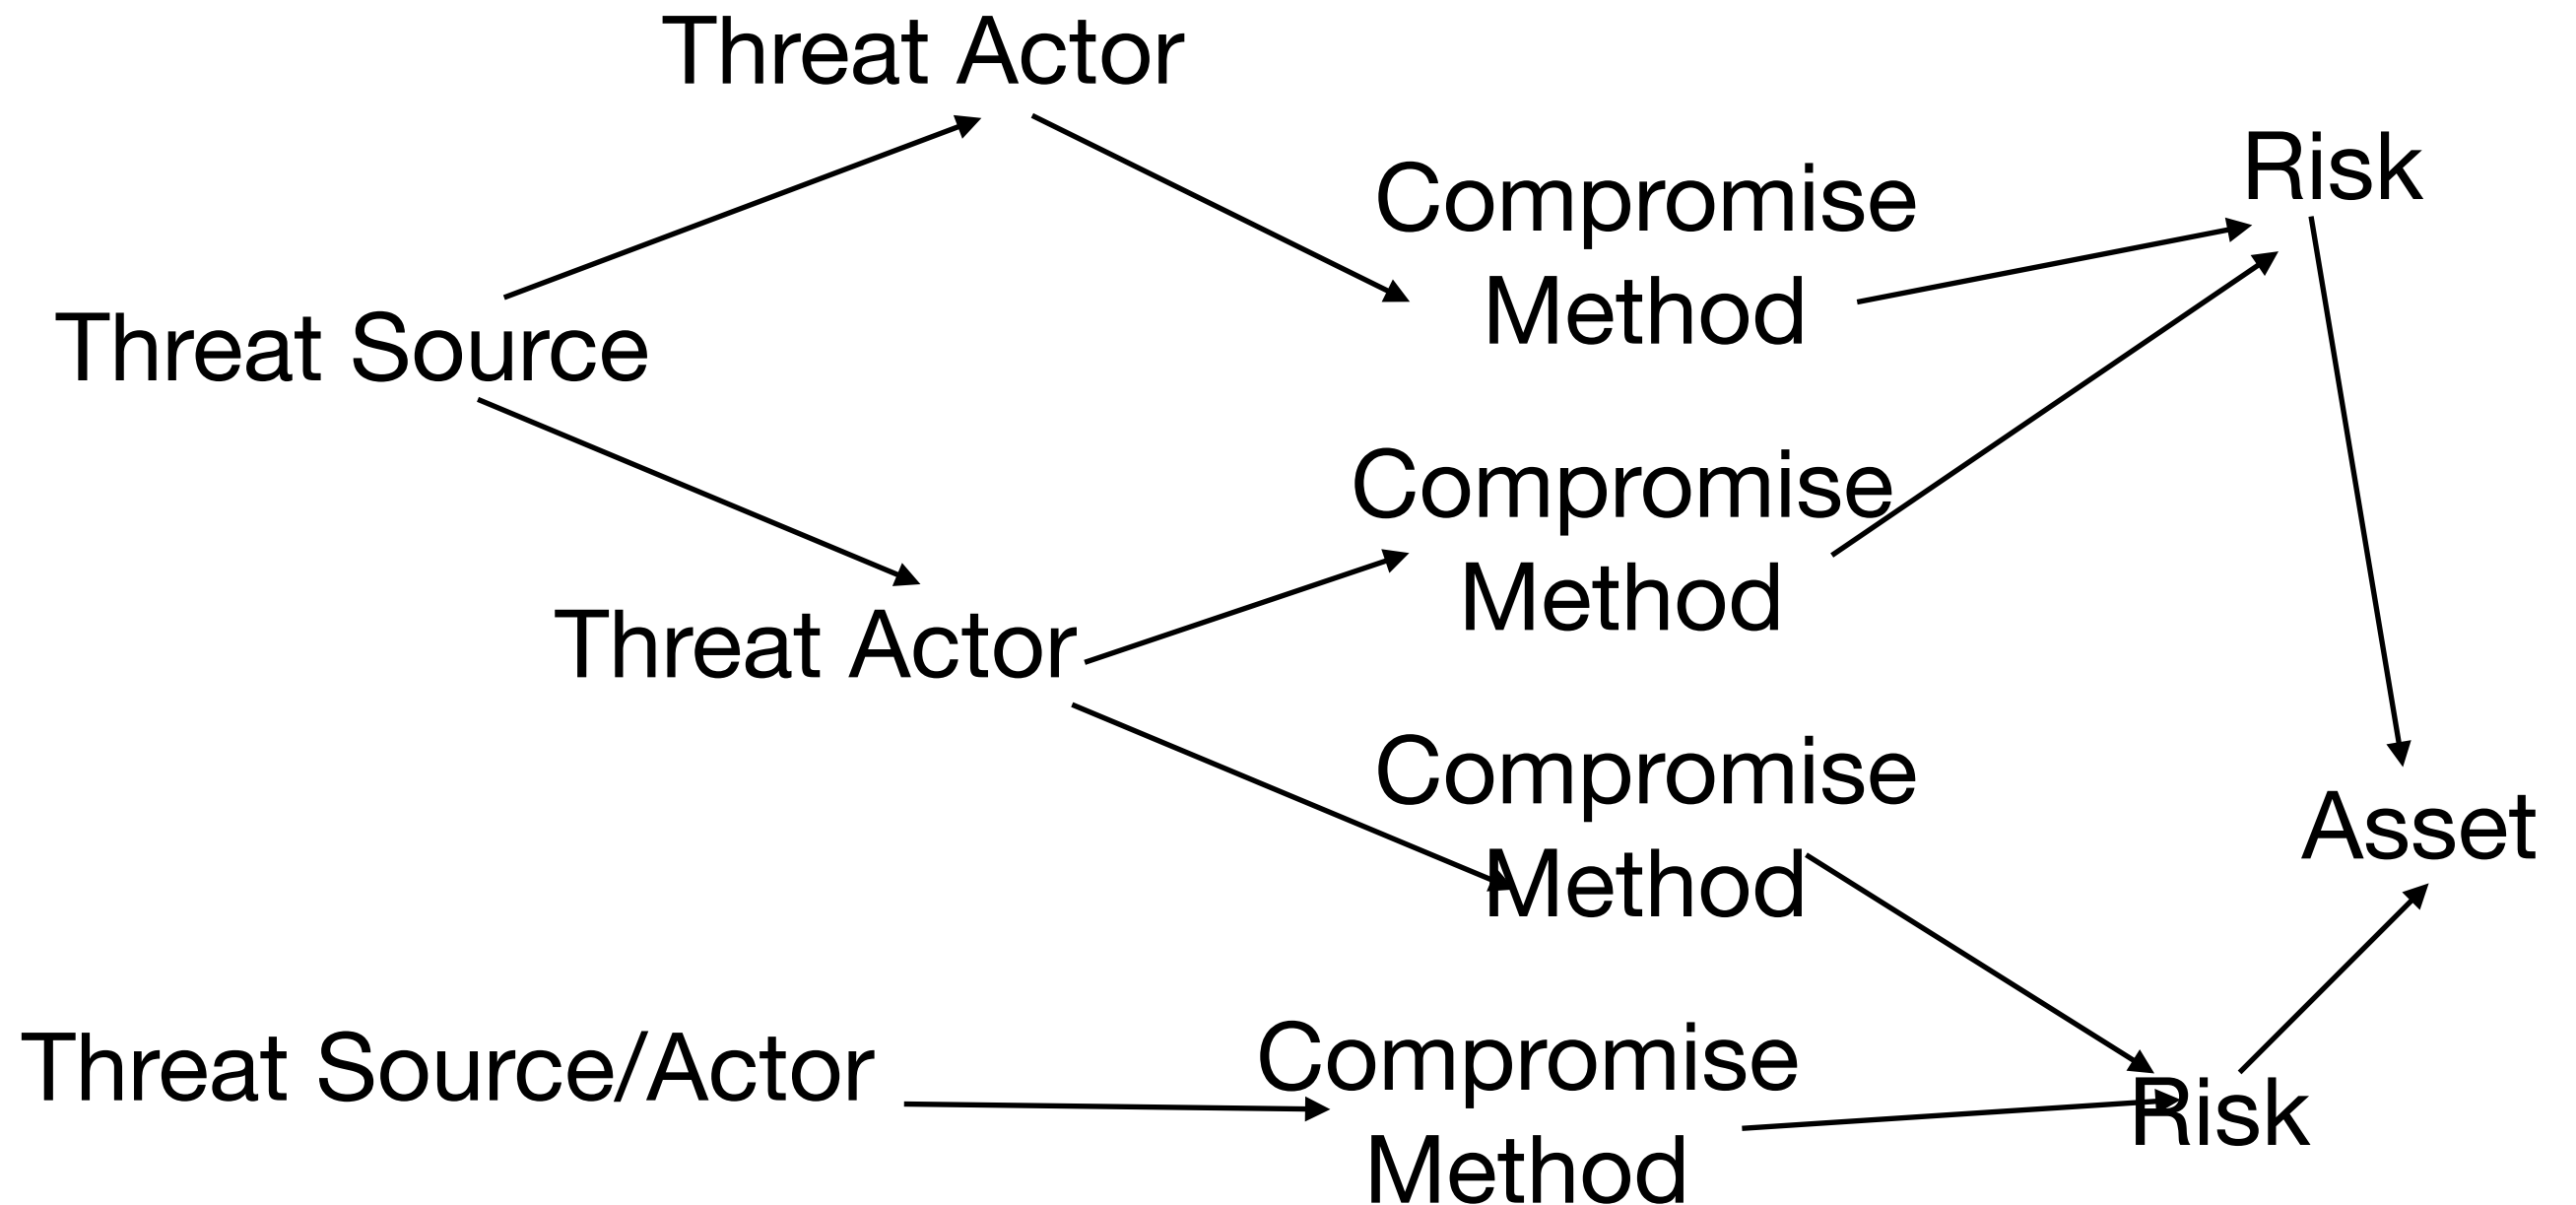 Threat Actor
Compromise
Method
Risk
Threat Source
Compromise
Method
Threat Actor
Compromise
Method
Asset
Threat Source/Actor
Compromise
Method
Risk